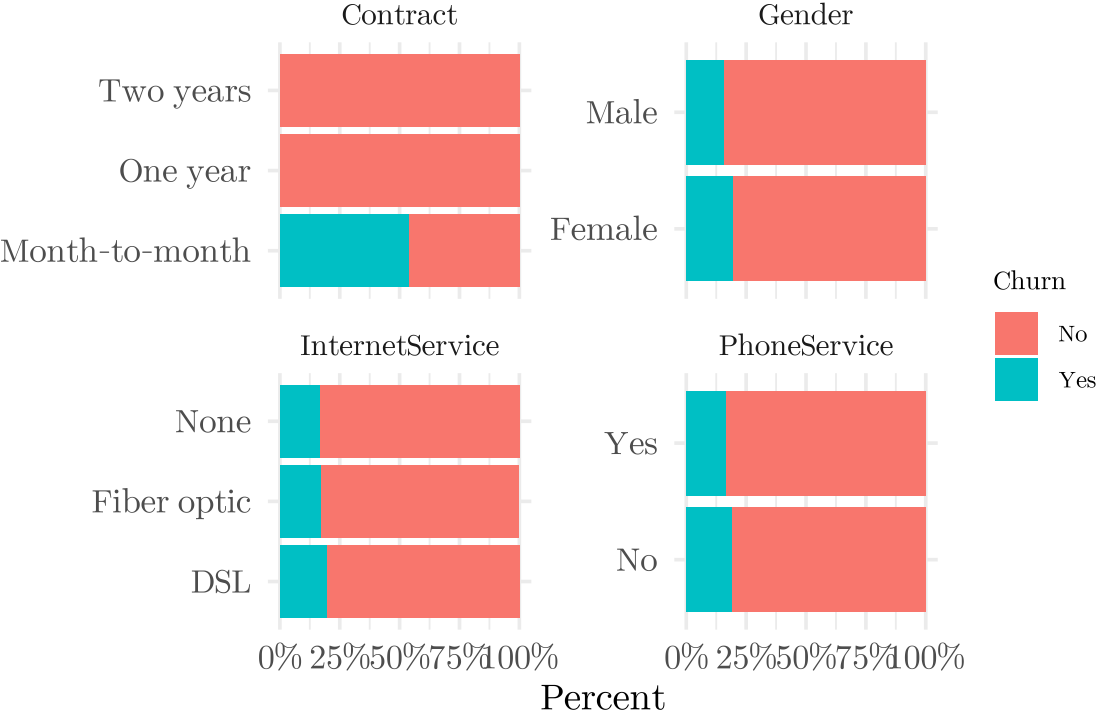 Contract
Two years
One year
Month-to-month
Gender
Male
Female
InternetService
None
Fiber optic
DSL
0% 25% 50% 75% 100%
PhoneService
Yes
No
0% 25% 50% 75% 100%
Percent
Churn
No
Yes